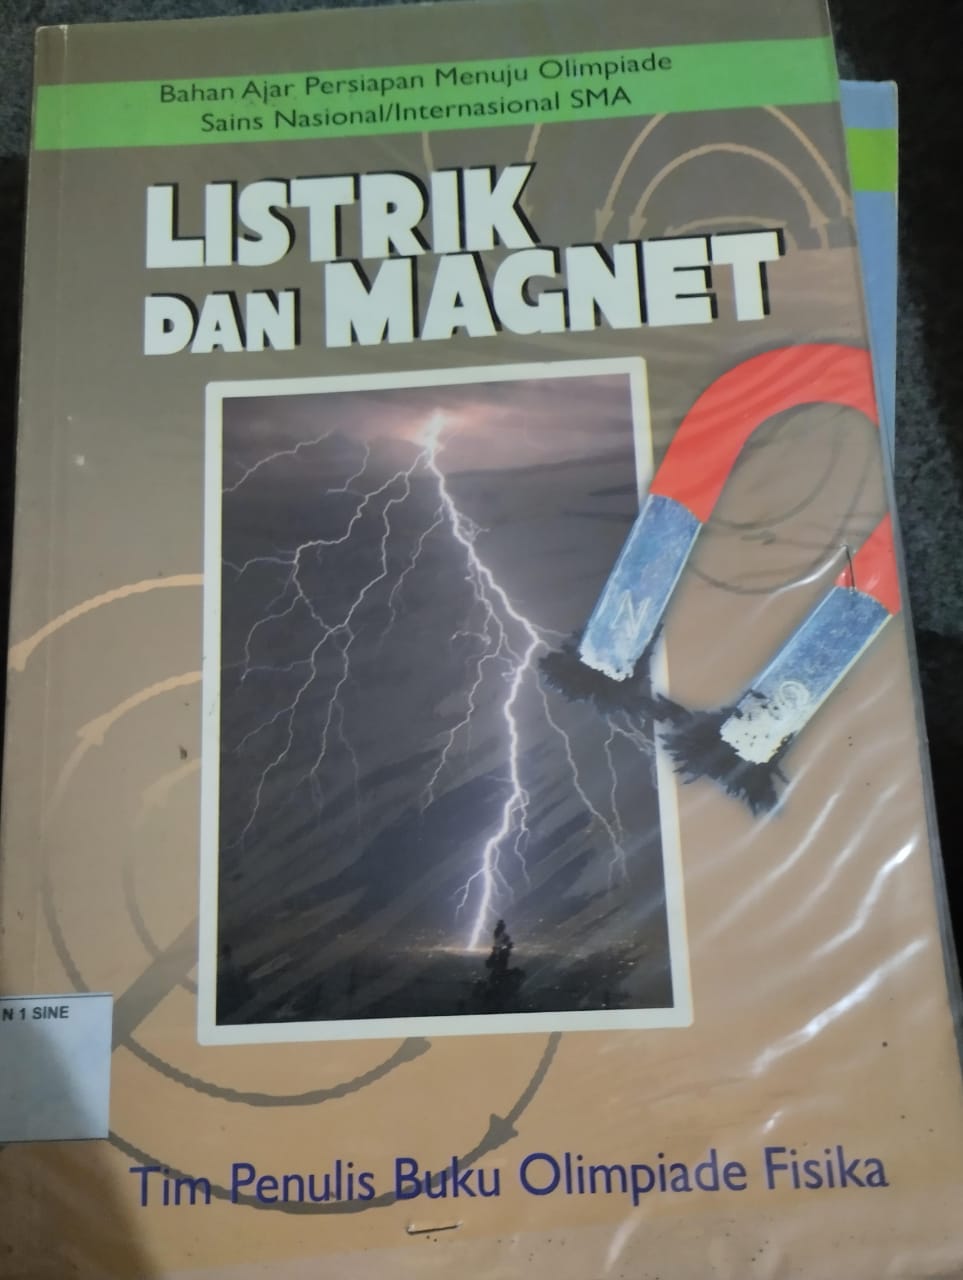 Bahan Ajar Persiapan Menuju Olimpiade
Sains Nasional/Internasional SMA
LISTRIK
DAN MAGNET
N
N 1 SINE
Tim Penulis Buku Olimpiade Fisika